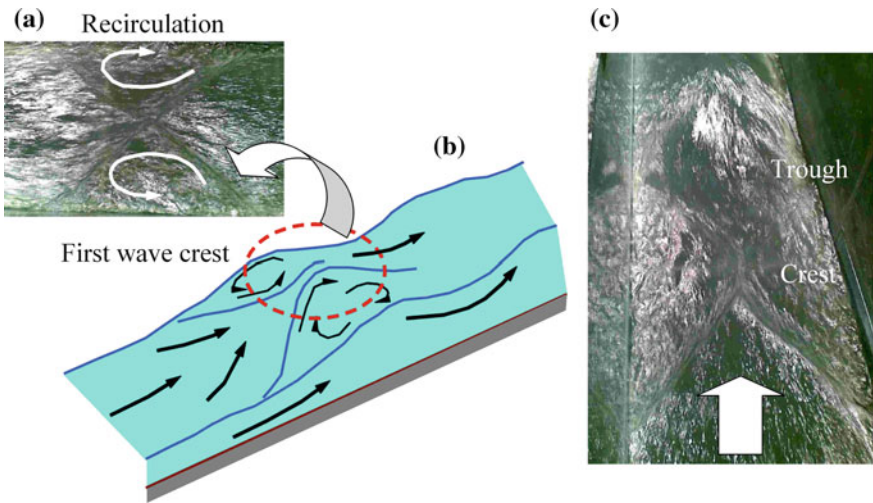 (a)
Recirculation
(b)
First wave crest
(c)
Trough
Crest